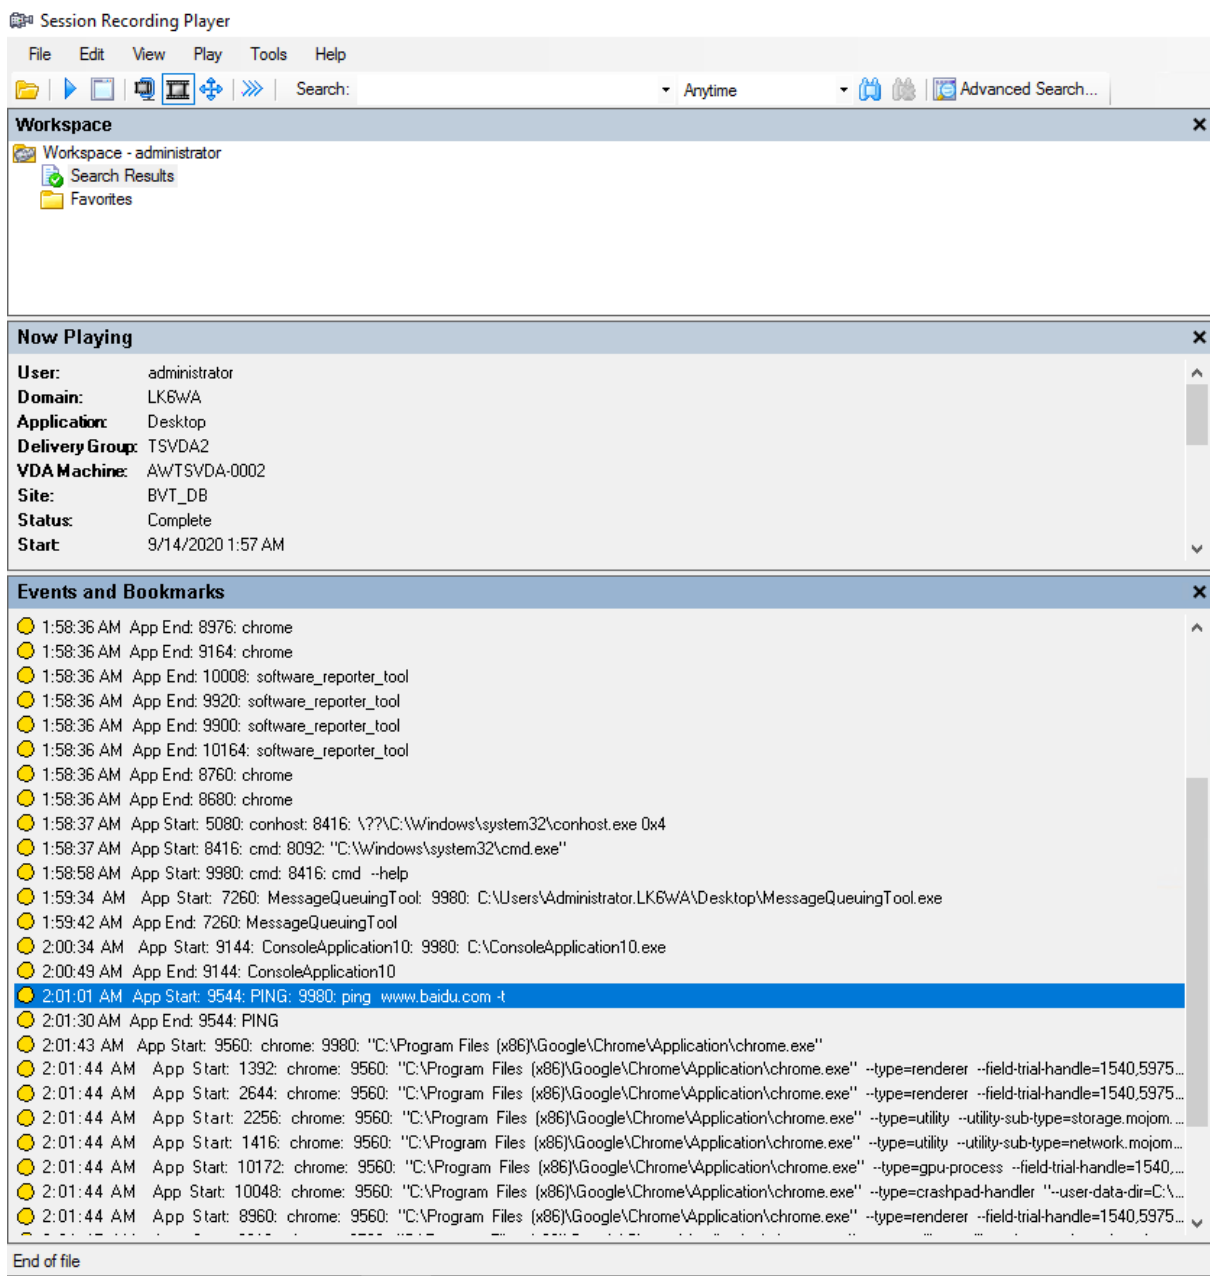 Session Recording Player
File Edit View Play Tools Help
Search: Anytime Advanced Search...
Workspace
Workspace - administrator
Search Results
Favorites
Now Playing
User: administrator
Domain: LK6WA
Application: Desktop
Delivery Group: TSVDA2
VDA Machine: AWTSVDA-0002
Site: BVT_DB
Status: Complete
Start: 9/14/2020 1:57 AM
Events and Bookmarks
1:58:36 AM App End: 8976: chrome
1:58:36 AM App End: 9164: chrome
1:58:36 AM App End: 10008: software_reporter_tool
1:58:36 AM App End: 9920: software_reporter_tool
1:58:36 AM App End: 9900: software_reporter_tool
1:58:36 AM App End: 10164: software_reporter_tool
1:58:36 AM App End: 8760: chrome
1:58:36 AM App End: 8680: chrome
1:58:37 AM App Start: 5080: conhost: 8416: \??\C:\Windows\system32\conhost.exe 0x4
1:58:37 AM App Start: 8416: cmd: 8092: "C:\Windows\system32\cmd.exe"
1:58:58 AM App Start: 9980: cmd: 8416: cmd --help
1:59:34 AM App Start: 7260: MessageQueuingTool: 9980: C:\Users\Administrator.LK6WA\Desktop\MessageQueuingTool.exe
1:59:42 AM App End: 7260: MessageQueuingTool
2:00:34 AM App Start: 9144: ConsoleApplication10: 9980: C:\ConsoleApplication10.exe
2:00:49 AM App End: 9144: ConsoleApplication10
2:01:01 AM App Start: 9544: PING: 9980: ping www.baidu.com -t
2:01:30 AM App End: 9544: PING
2:01:43 AM App Start: 9560: chrome: 9980: "C:\Program Files (x86)\Google\Chrome\Application\chrome.exe"
2:01:44 AM App Start: 1392: chrome: 9560: "C:\Program Files (x86)\Google\Chrome\Application\chrome.exe" --type=renderer --field-trial-handle=1540,5975...
2:01:44 AM App Start: 2644: chrome: 9560: "C:\Program Files (x86)\Google\Chrome\Application\chrome.exe" --type=renderer --field-trial-handle=1540,5975...
2:01:44 AM App Start: 2256: chrome: 9560: "C:\Program Files (x86)\Google\Chrome\Application\chrome.exe" --type=utility --utility-sub-type=storage.mojom....
2:01:44 AM App Start: 1416: chrome: 9560: "C:\Program Files (x86)\Google\Chrome\Application\chrome.exe" --type=utility --utility-sub-type=network.mojom...
2:01:44 AM App Start: 10172: chrome: 9560: "C:\Program Files (x86)\Google\Chrome\Application\chrome.exe" --type=gpu-process --field-trial-handle=1540,...
2:01:44 AM App Start: 10048: chrome: 9560: "C:\Program Files (x86)\Google\Chrome\Application\chrome.exe" --type=crashpad-handler "--user-data-dir=C:\...
2:01:44 AM App Start: 8960: chrome: 9560: "C:\Program Files (x86)\Google\Chrome\Application\chrome.exe" --type=renderer --field-trial-handle=1540,5975...
End of file